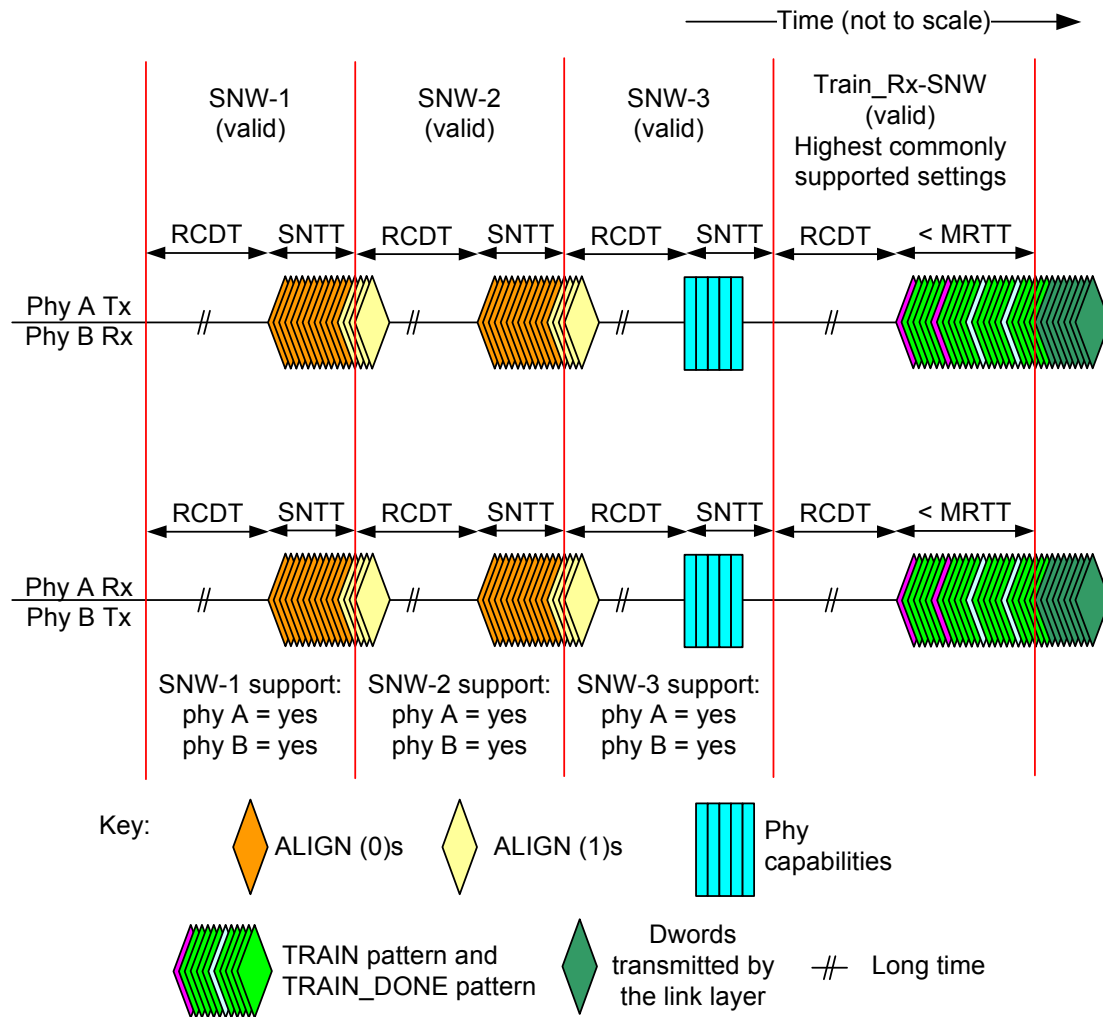 Time (not to scale)
SNW-1
(valid)
SNW-2
(valid)
SNW-3
(valid)
Train_Rx-SNW
(valid)
Highest commonly
supported settings
RCDT SNTT RCDT SNTT RCDT SNTT RCDT < MRTT
Phy A Tx
Phy B Rx
RCDT SNTT RCDT SNTT RCDT SNTT RCDT < MRTT
Phy A Rx
Phy B Tx
SNW-1 support:
phy A = yes
phy B = yes
SNW-2 support:
phy A = yes
phy B = yes
SNW-3 support:
phy A = yes
phy B = yes
Key:
ALIGN (0)s
ALIGN (1)s
Phy
capabilities
TRAIN pattern and
TRAIN_DONE pattern
Dwords
transmitted by
the link layer
Long time